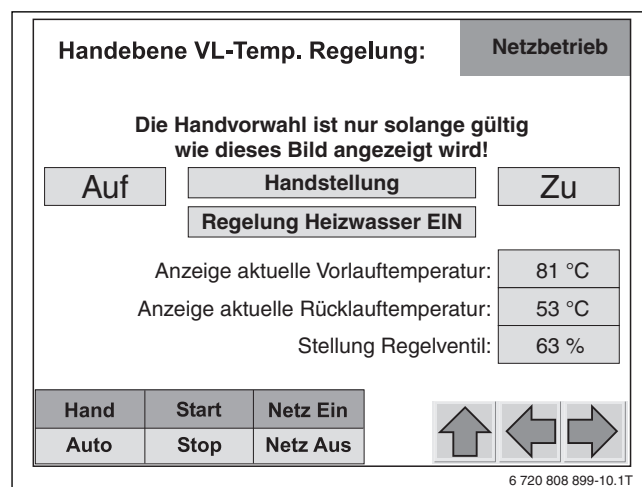 Handebene VL-Temp. Regelung:
Netzbetrieb
Die Handvorwahl ist nur solange gültig
wie dieses Bild angezeigt wird!
Auf
Handstellung
Zu
Regelung Heizwasser EIN
Anzeige aktuelle Vorlauftemperatur: 81 °C
Anzeige aktuelle Rücklauftemperatur: 53 °C
Stellung Regelventil: 63 %
Hand Start Netz Ein
Auto Stop Netz Aus
6 720 808 899-10.1T